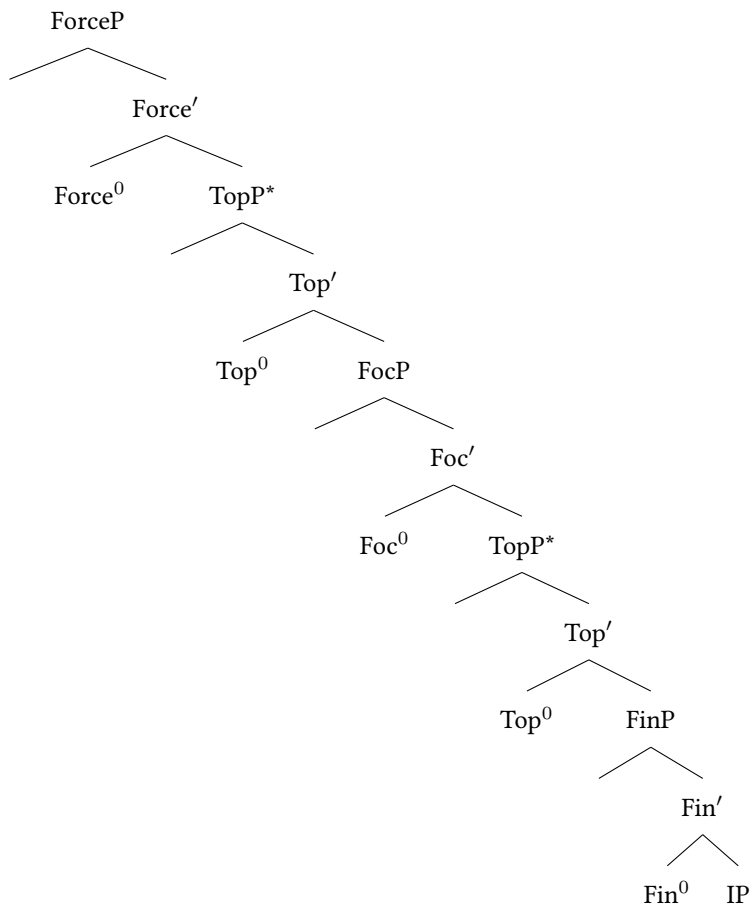 ForceP
Force′
Force⁰ TopP*
Top′
Top⁰ FocP
Foc′
Foc⁰ TopP*
Top′
Top⁰ FinP
Fin′
Fin⁰ IP